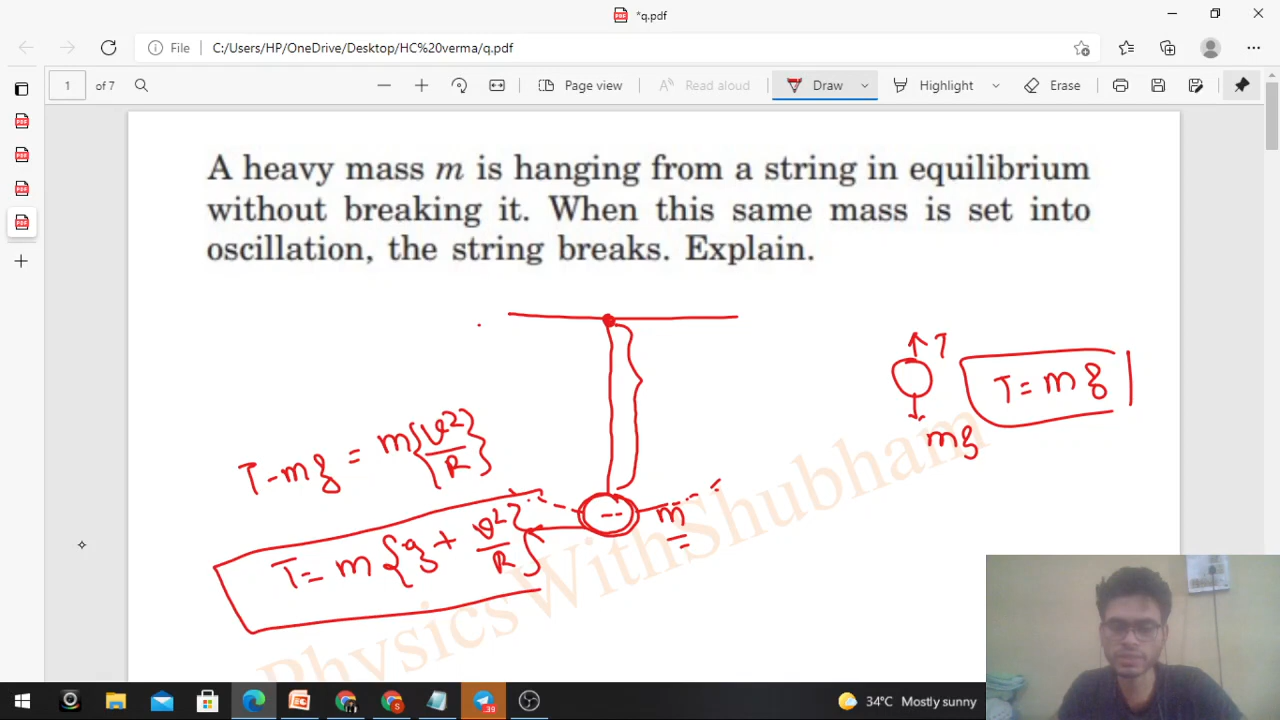 *q.pdf
File C:/Users/HP/OneDrive/Desktop/HC%20verma/q.pdf
1 of 7 Page view Read aloud Draw Highlight Erase
A heavy mass m is hanging from a string in equilibrium
without breaking it. When this same mass is set into
oscillation, the string breaks. Explain.
T
T = mg
mg
T - mg = m{v²/R}
m
T = m{g + v²/R}
PhysicsWithShubham
39
34°C Mostly sunny